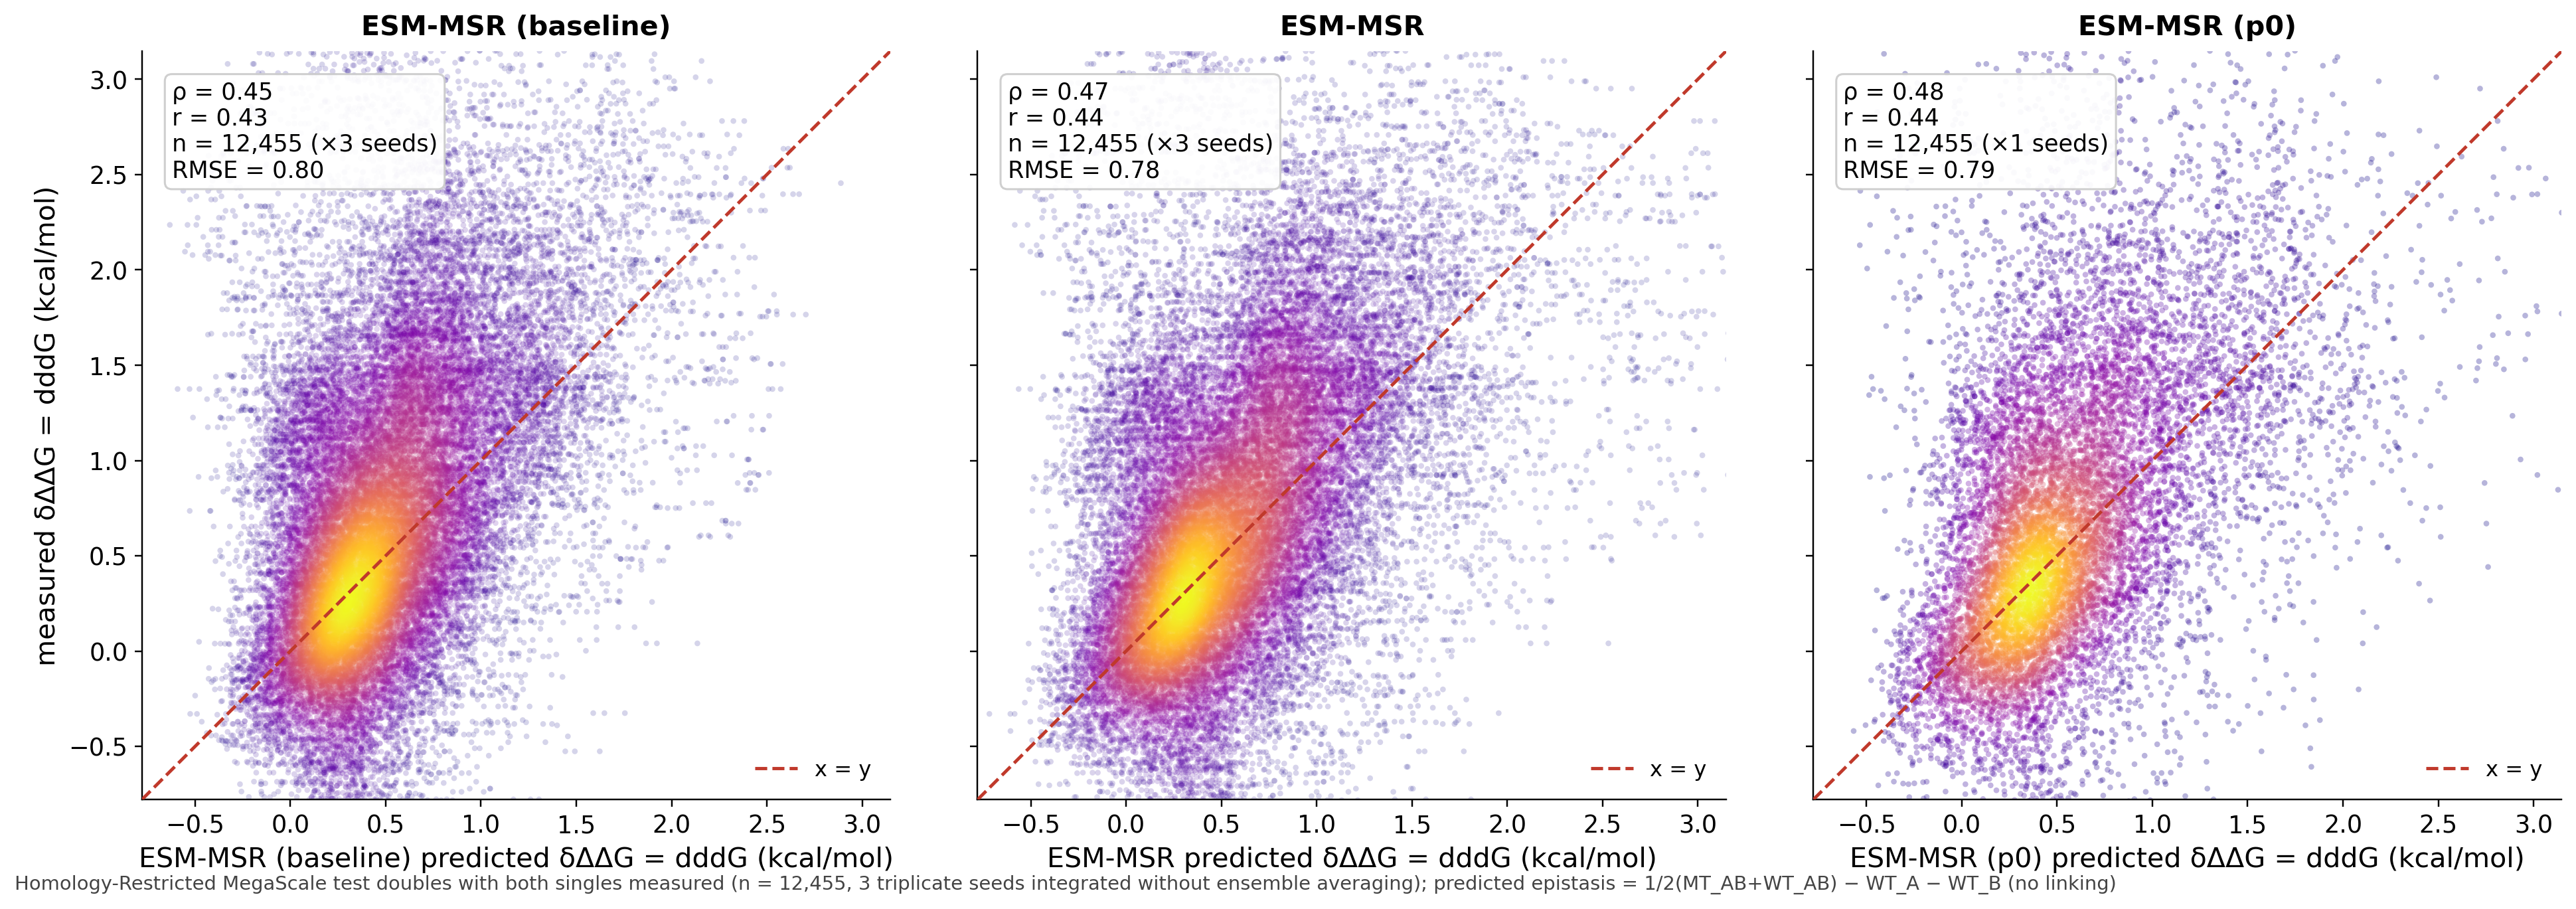 ESM-MSR (baseline)
ρ = 0.45
r = 0.43
n = 12,455 (×3 seeds)
RMSE = 0.80
3.0
2.5
2.0
1.5
1.0
0.5
0.0
−0.5
measured δΔΔG = dddG (kcal/mol)
x = y
−0.5 0.0 0.5 1.0 1.5 2.0 2.5 3.0
ESM-MSR (baseline) predicted δΔΔG = dddG (kcal/mol)
ESM-MSR
ρ = 0.47
r = 0.44
n = 12,455 (×3 seeds)
RMSE = 0.78
x = y
−0.5 0.0 0.5 1.0 1.5 2.0 2.5 3.0
ESM-MSR predicted δΔΔG = dddG (kcal/mol)
ESM-MSR (p0)
ρ = 0.48
r = 0.44
n = 12,455 (×1 seeds)
RMSE = 0.79
x = y
−0.5 0.0 0.5 1.0 1.5 2.0 2.5 3.0
ESM-MSR (p0) predicted δΔΔG = dddG (kcal/mol)
Homology-Restricted MegaScale test doubles with both singles measured (n = 12,455, 3 triplicate seeds integrated without ensemble averaging); predicted epistasis = 1/2(MT_AB+WT_AB) − WT_A − WT_B (no linking)